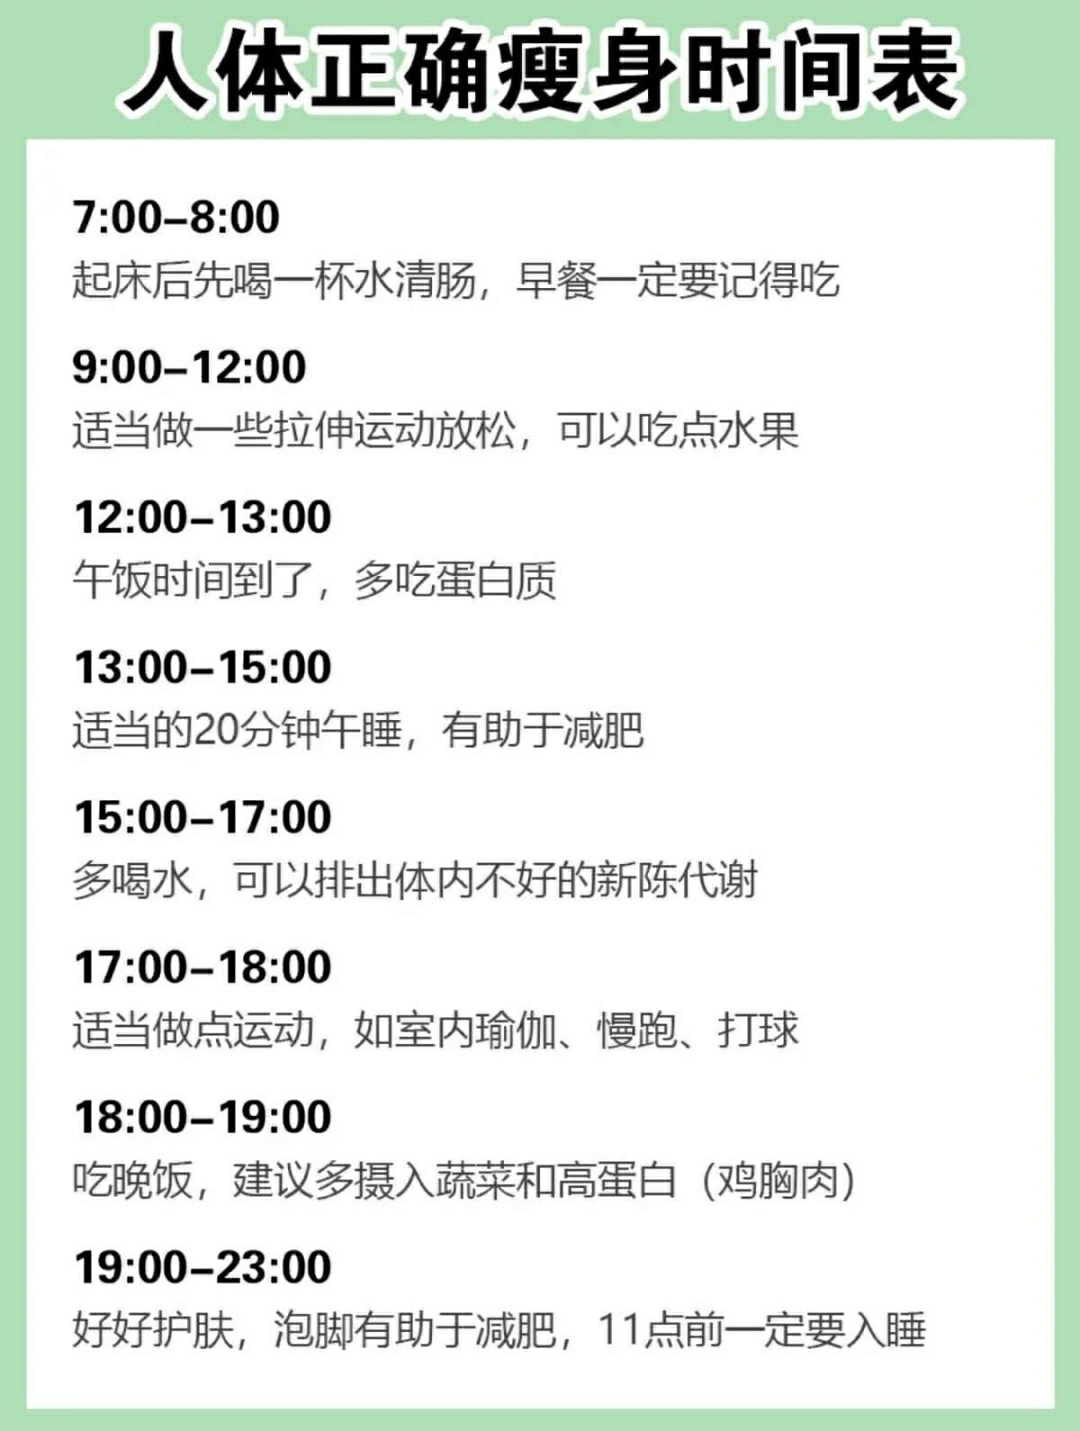 人体正确瘦身时间表
7:00-8:00
起床后先喝一杯水清肠，早餐一定要记得吃
9:00-12:00
适当做一些拉伸运动放松，可以吃点水果
12:00-13:00
午饭时间到了，多吃蛋白质
13:00-15:00
适当的20分钟午睡，有助于减肥
15:00-17:00
多喝水，可以排出体内不好的新陈代谢
17:00-18:00
适当做点运动，如室内瑜伽、慢跑、打球
18:00-19:00
吃晚饭，建议多摄入蔬菜和高蛋白（鸡胸肉）
19:00-23:00
好好护肤，泡脚有助于减肥，11点前一定要入睡